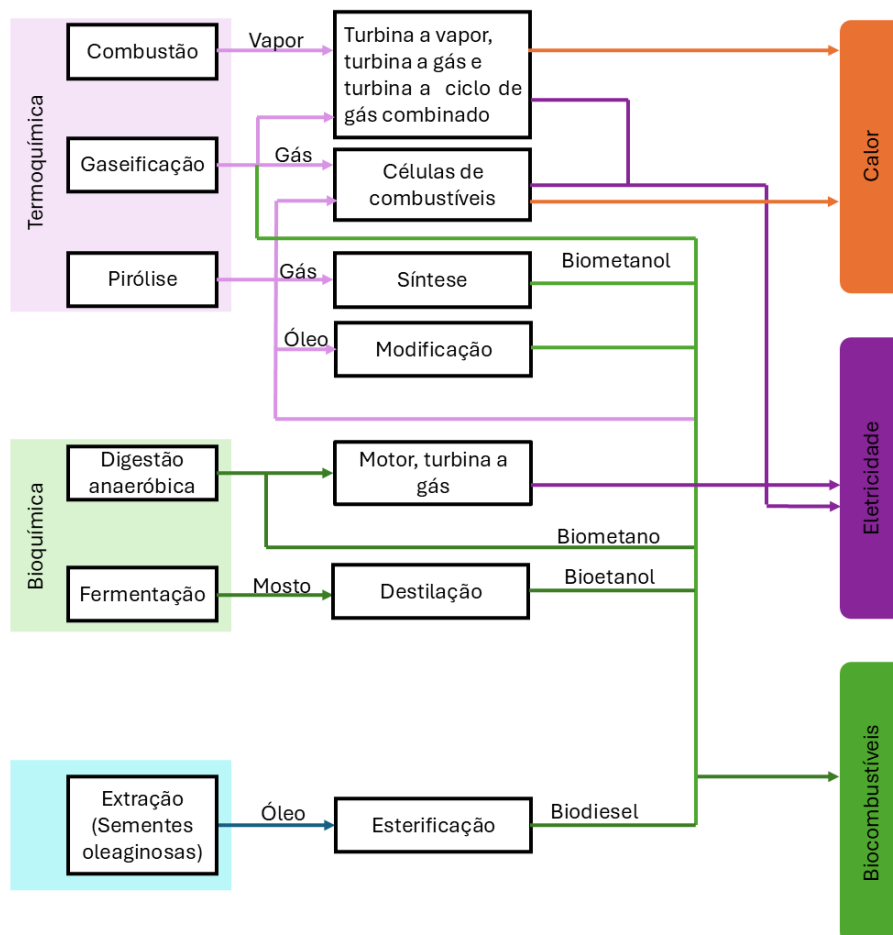 Termoquímica
Combustão
Vapor
Turbina a vapor,
turbina a gás e
turbina a ciclo de
gás combinado
Gaseificação
Gás
Células de
combustíveis
Pirólise
Gás
Síntese
Biometanol
Óleo
Modificação
Bioquímica
Digestão
anaeróbica
Motor, turbina a
gás
Biometano
Fermentação
Mosto
Destilação
Bioetanol
Extração
(Sementes
oleaginosas)
Óleo
Esterificação
Biodiesel
Calor
Eletricidade
Biocombustíveis